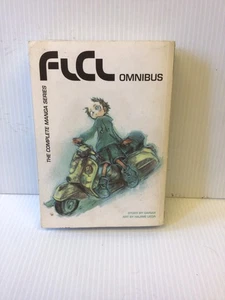 FLCL OMNIBUS
THE COMPLETE MANGA SERIES